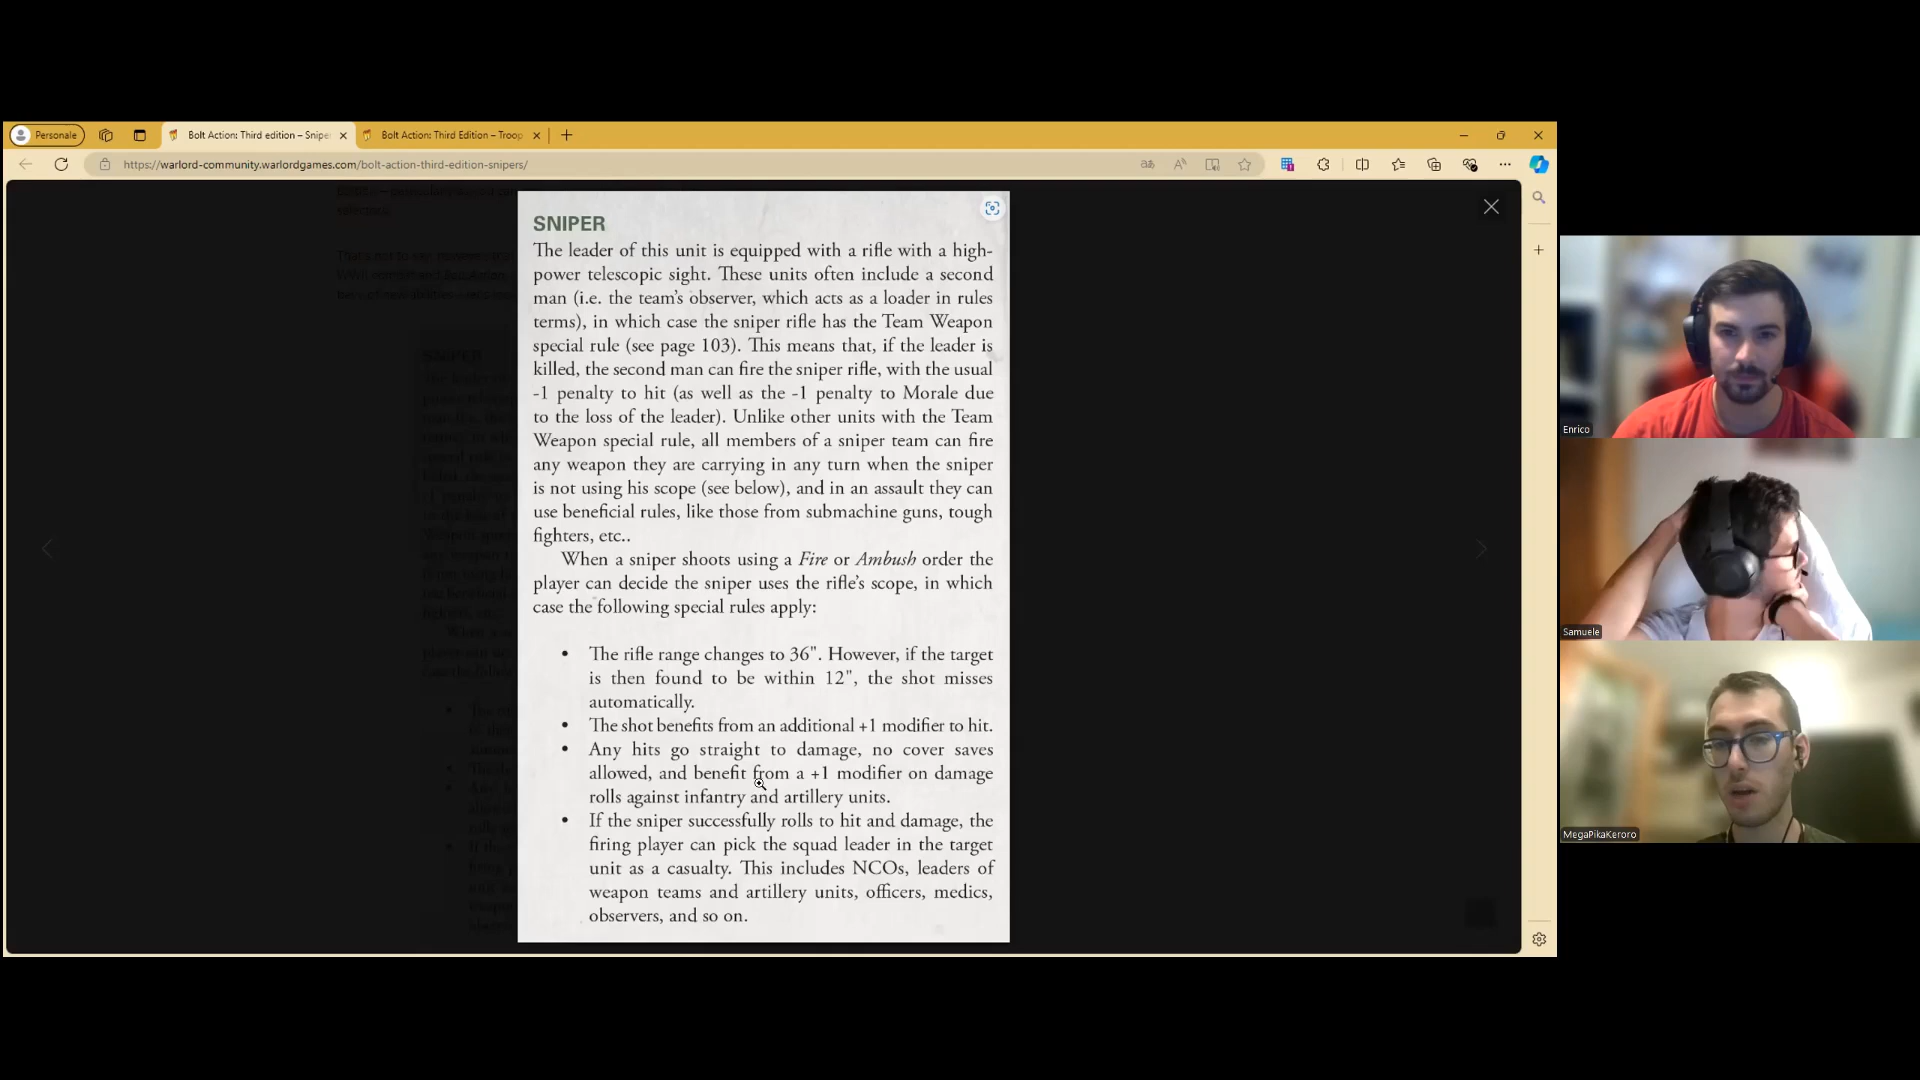 Personale
Bolt Action: Third edition – Snipe
Bolt Action: Third Edition – Troop
https://warlord-community.warlordgames.com/bolt-action-third-edition-snipers/
SNIPER
The leader of this unit is equipped with a rifle with a high-
power telescopic sight. These units often include a second
man (i.e. the team's observer, which acts as a loader in rules
terms), in which case the sniper rifle has the Team Weapon
special rule (see page 103). This means that, if the leader is
killed, the second man can fire the sniper rifle, with the usual
-1 penalty to hit (as well as the -1 penalty to Morale due
to the loss of the leader). Unlike other units with the Team
Weapon special rule, all members of a sniper team can fire
any weapon they are carrying in any turn when the sniper
is not using his scope (see below), and in an assault they can
use beneficial rules, like those from submachine guns, tough
fighters, etc..
When a sniper shoots using a Fire or Ambush order the
player can decide the sniper uses the rifle's scope, in which
case the following special rules apply:
• The rifle range changes to 36". However, if the target
is then found to be within 12", the shot misses
automatically.
• The shot benefits from an additional +1 modifier to hit.
• Any hits go straight to damage, no cover saves
allowed, and benefit from a +1 modifier on damage
rolls against infantry and artillery units.
• If the sniper successfully rolls to hit and damage, the
firing player can pick the squad leader in the target
unit as a casualty. This includes NCOs, leaders of
weapon teams and artillery units, officers, medics,
observers, and so on.
Enrico
Samuele
MegaPikaKeroro